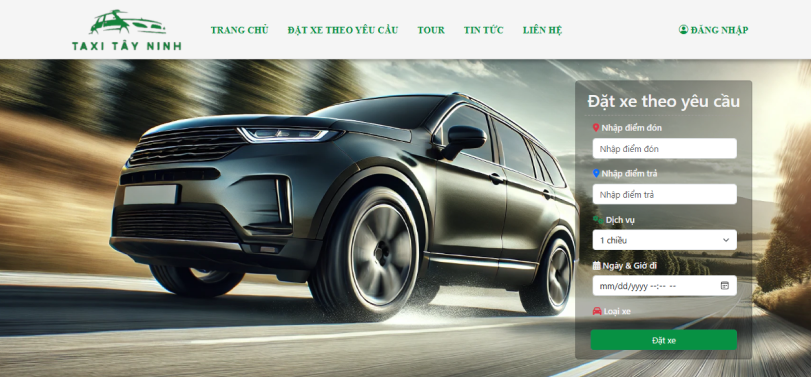 TAXI TÂY NINH
TRANG CHỦ
ĐẶT XE THEO YÊU CẦU
TOUR
TIN TỨC
LIÊN HỆ
ĐĂNG NHẬP
Đặt xe theo yêu cầu
Nhập điểm đón
Nhập điểm đón
Nhập điểm trả
Nhập điểm trả
Dịch vụ
1 chiều
Ngày & Giờ đi
mm/dd/yyyy --:-- --
Loại xe
Đặt xe